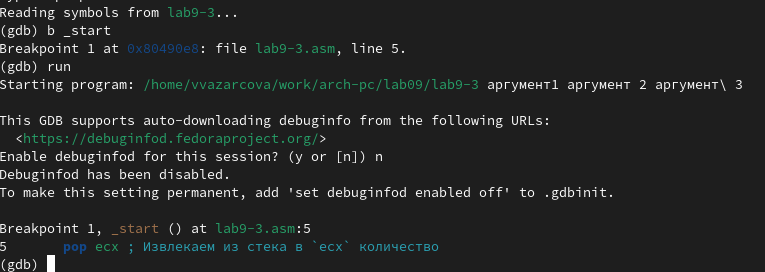 Reading symbols from lab9-3...
(gdb) b _start
Breakpoint 1 at 0x80490e8: file lab9-3.asm, line 5.
(gdb) run
Starting program: /home/vvazarcova/work/arch-pc/lab09/lab9-3 аргумент1 аргумент 2 аргумент\ 3
This GDB supports auto-downloading debuginfo from the following URLs:
<https://debuginfod.fedoraproject.org/>
Enable debuginfod for this session? (y or [n]) n
Debuginfod has been disabled.
To make this setting permanent, add 'set debuginfod enabled off' to .gdbinit.
Breakpoint 1, _start () at lab9-3.asm:5
5 pop ecx ; Извлекаем из стека в `ecx` количество
(gdb)